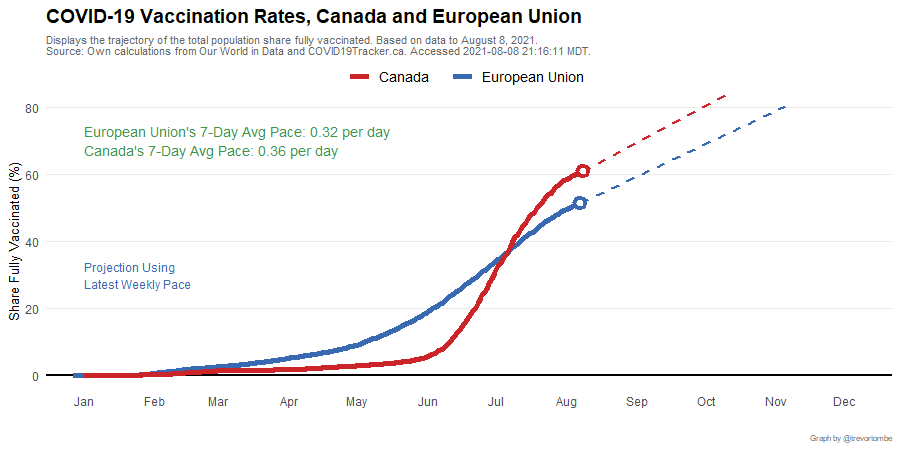 COVID-19 Vaccination Rates, Canada and European Union
Displays the trajectory of the total population share fully vaccinated. Based on data to August 8, 2021.
Source: Own calculations from Our World in Data and COVID19Tracker.ca. Accessed 2021-08-08 21:16:11 MDT.
Canada European Union
80
European Union's 7-Day Avg Pace: 0.32 per day
Canada's 7-Day Avg Pace: 0.36 per day
60
Share Fully Vaccinated (%)
40
Projection Using
Latest Weekly Pace
20
0
Jan Feb Mar Apr May Jun Jul Aug Sep Oct Nov Dec
Graph by @trevortombe